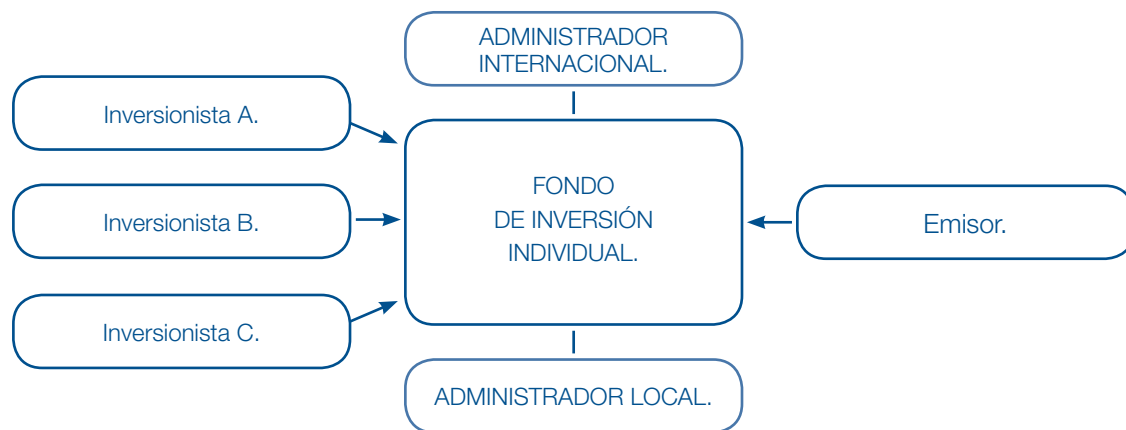 ADMINISTRADOR
INTERNACIONAL.
Inversionista A.
Inversionista B.
Inversionista C.
FONDO
DE INVERSIÓN
INDIVIDUAL.
Emisor.
ADMINISTRADOR LOCAL.